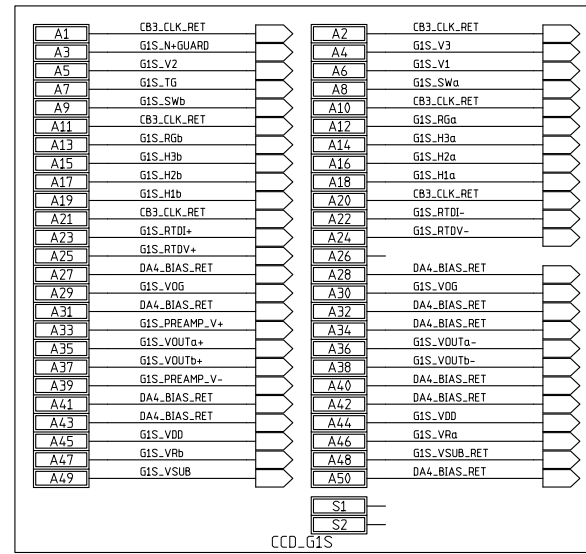 A1 CB3_CLK_RET A2 CB3_CLK_RET
A3 G1S_N+GUARD A4 G1S_V3
A5 G1S_V2 A6 G1S_V1
A7 G1S_TG A8 G1S_SWa
A9 G1S_SWb A10 CB3_CLK_RET
A11 CB3_CLK_RET A12 G1S_RGa
A13 G1S_RGb A14 G1S_H3a
A15 G1S_H3b A16 G1S_H2a
A17 G1S_H2b A18 G1S_H1a
A19 G1S_H1b A20 CB3_CLK_RET
A21 CB3_CLK_RET A22 G1S_RTDI-
A23 G1S_RTDI+ A24 G1S_RTDV-
A25 G1S_RTDV+ A26
A27 DA4_BIAS_RET A28 DA4_BIAS_RET
A29 G1S_VOG A30 G1S_VOG
A31 DA4_BIAS_RET A32 DA4_BIAS_RET
A33 G1S_PREAMP_V+ A34 DA4_BIAS_RET
A35 G1S_VOUTa+ A36 G1S_VOUTa-
A37 G1S_VOUTb+ A38 G1S_VOUTb-
A39 G1S_PREAMP_V- A40 DA4_BIAS_RET
A41 DA4_BIAS_RET A42 DA4_BIAS_RET
A43 DA4_BIAS_RET A44 G1S_VDD
A45 G1S_VDD A46 G1S_VRa
A47 G1S_VRb A48 G1S_VSUB_RET
A49 G1S_VSUB A50 DA4_BIAS_RET
S1
S2
CCD_G1S